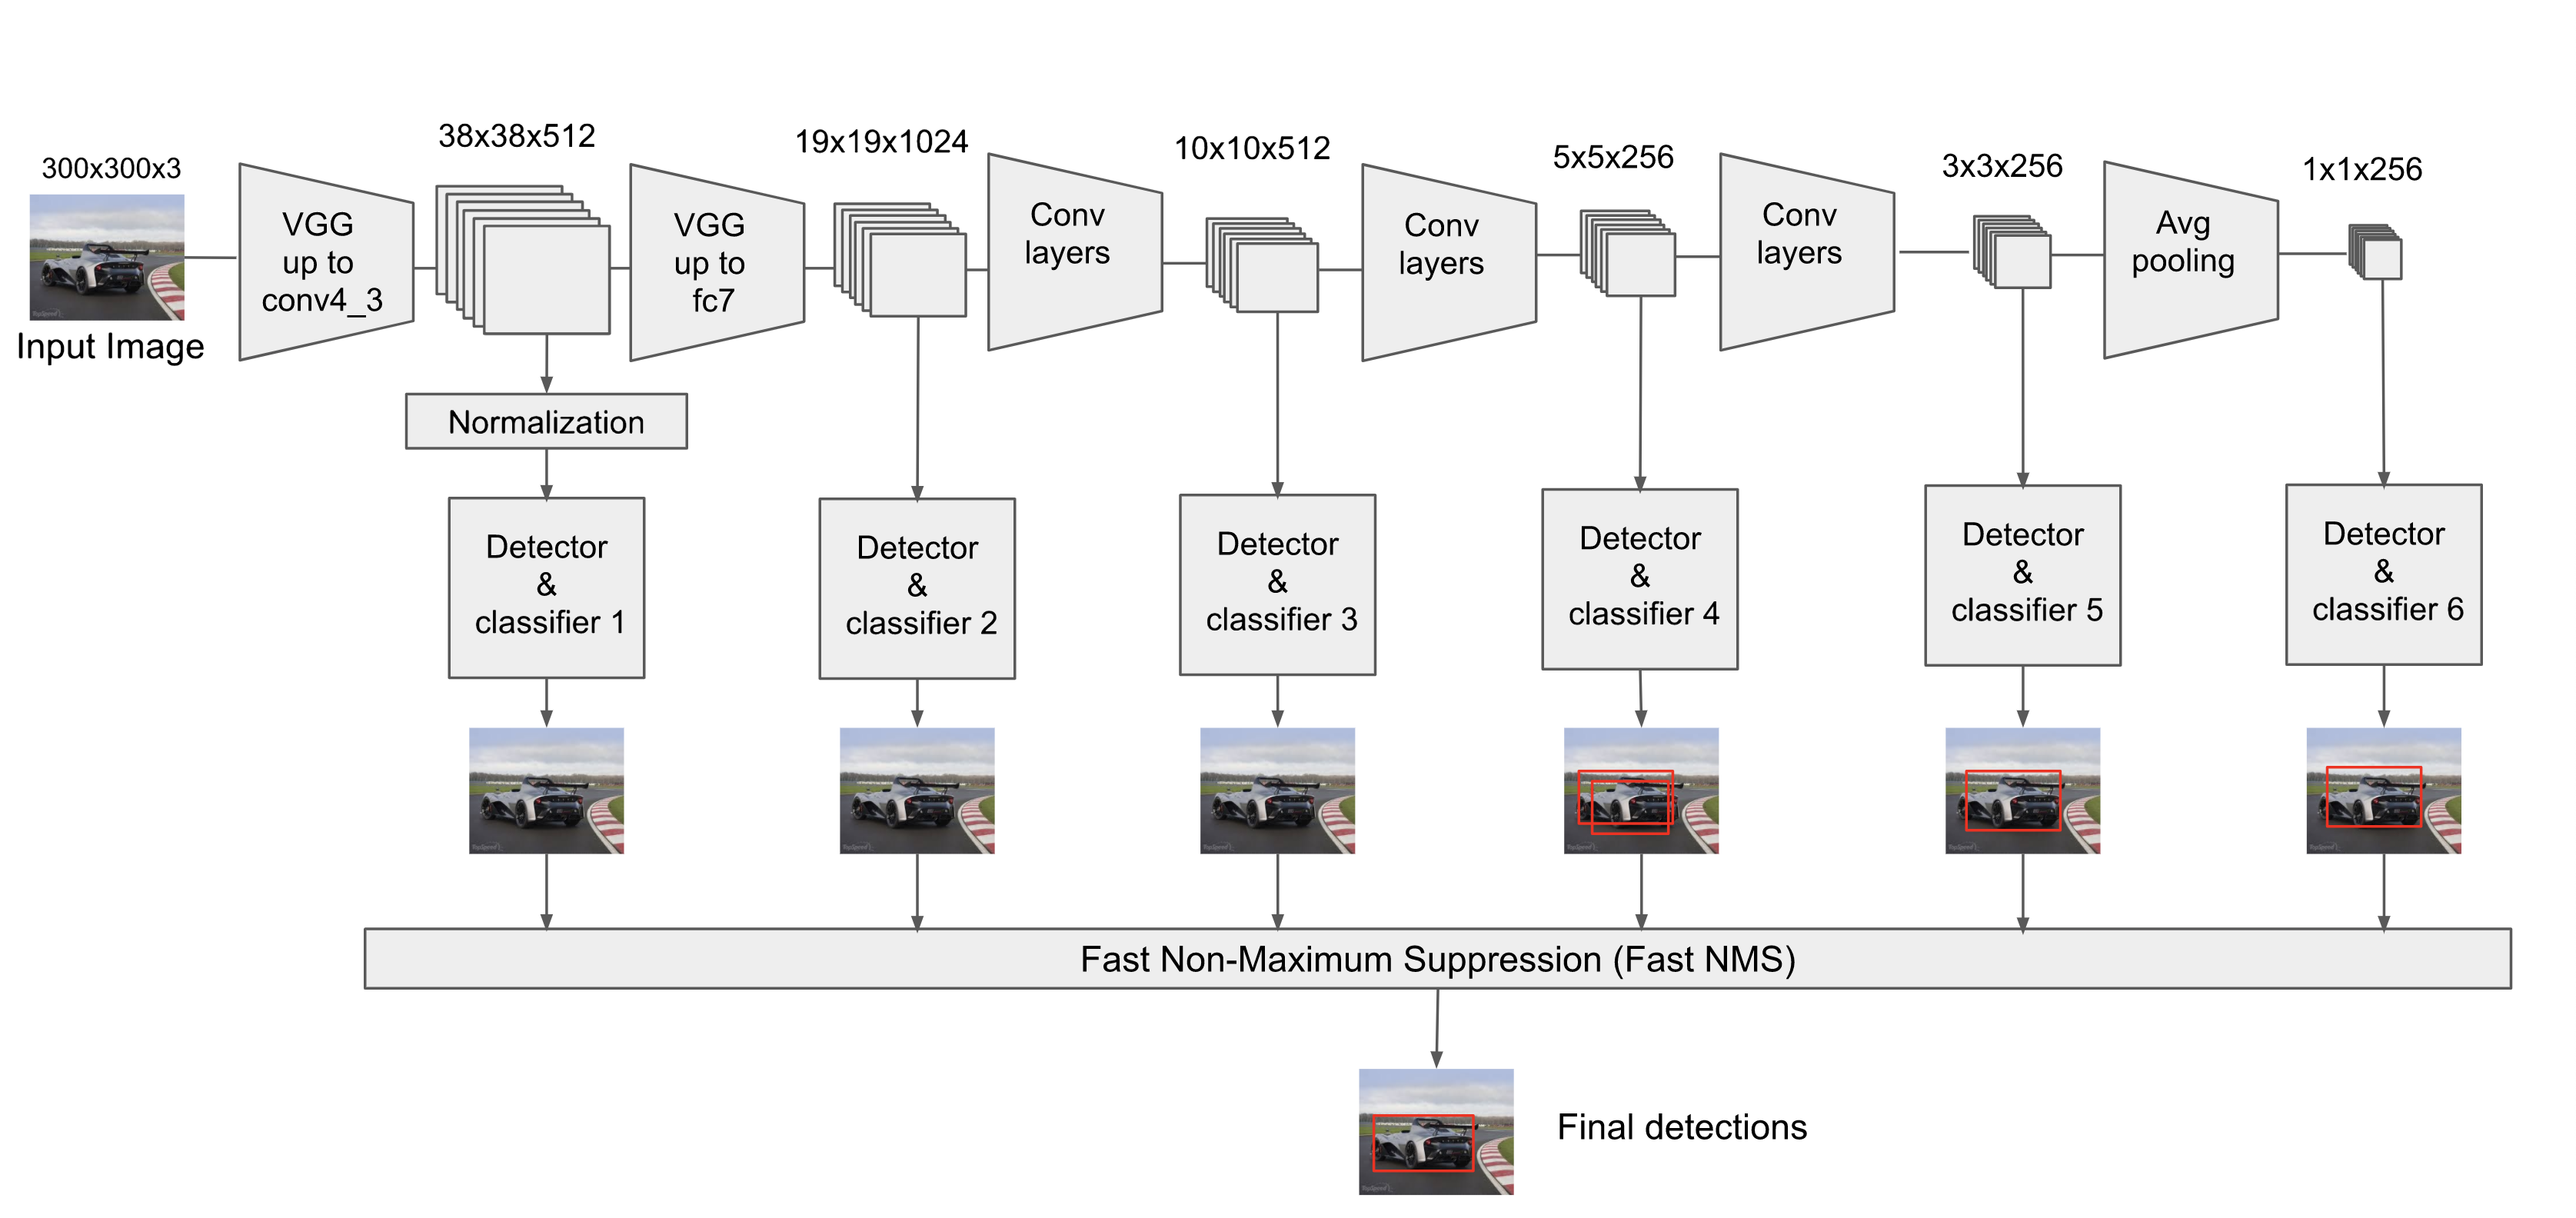 300x300x3
38x38x512
19x19x1024
10x10x512
5x5x256
3x3x256
1x1x256
Input Image
VGG
up to
conv4_3
VGG
up to
fc7
Conv
layers
Conv
layers
Conv
layers
Avg
pooling
Normalization
Detector
&
classifier 1
Detector
&
classifier 2
Detector
&
classifier 3
Detector
&
classifier 4
Detector
&
classifier 5
Detector
&
classifier 6
Fast Non-Maximum Suppression (Fast NMS)
Final detections